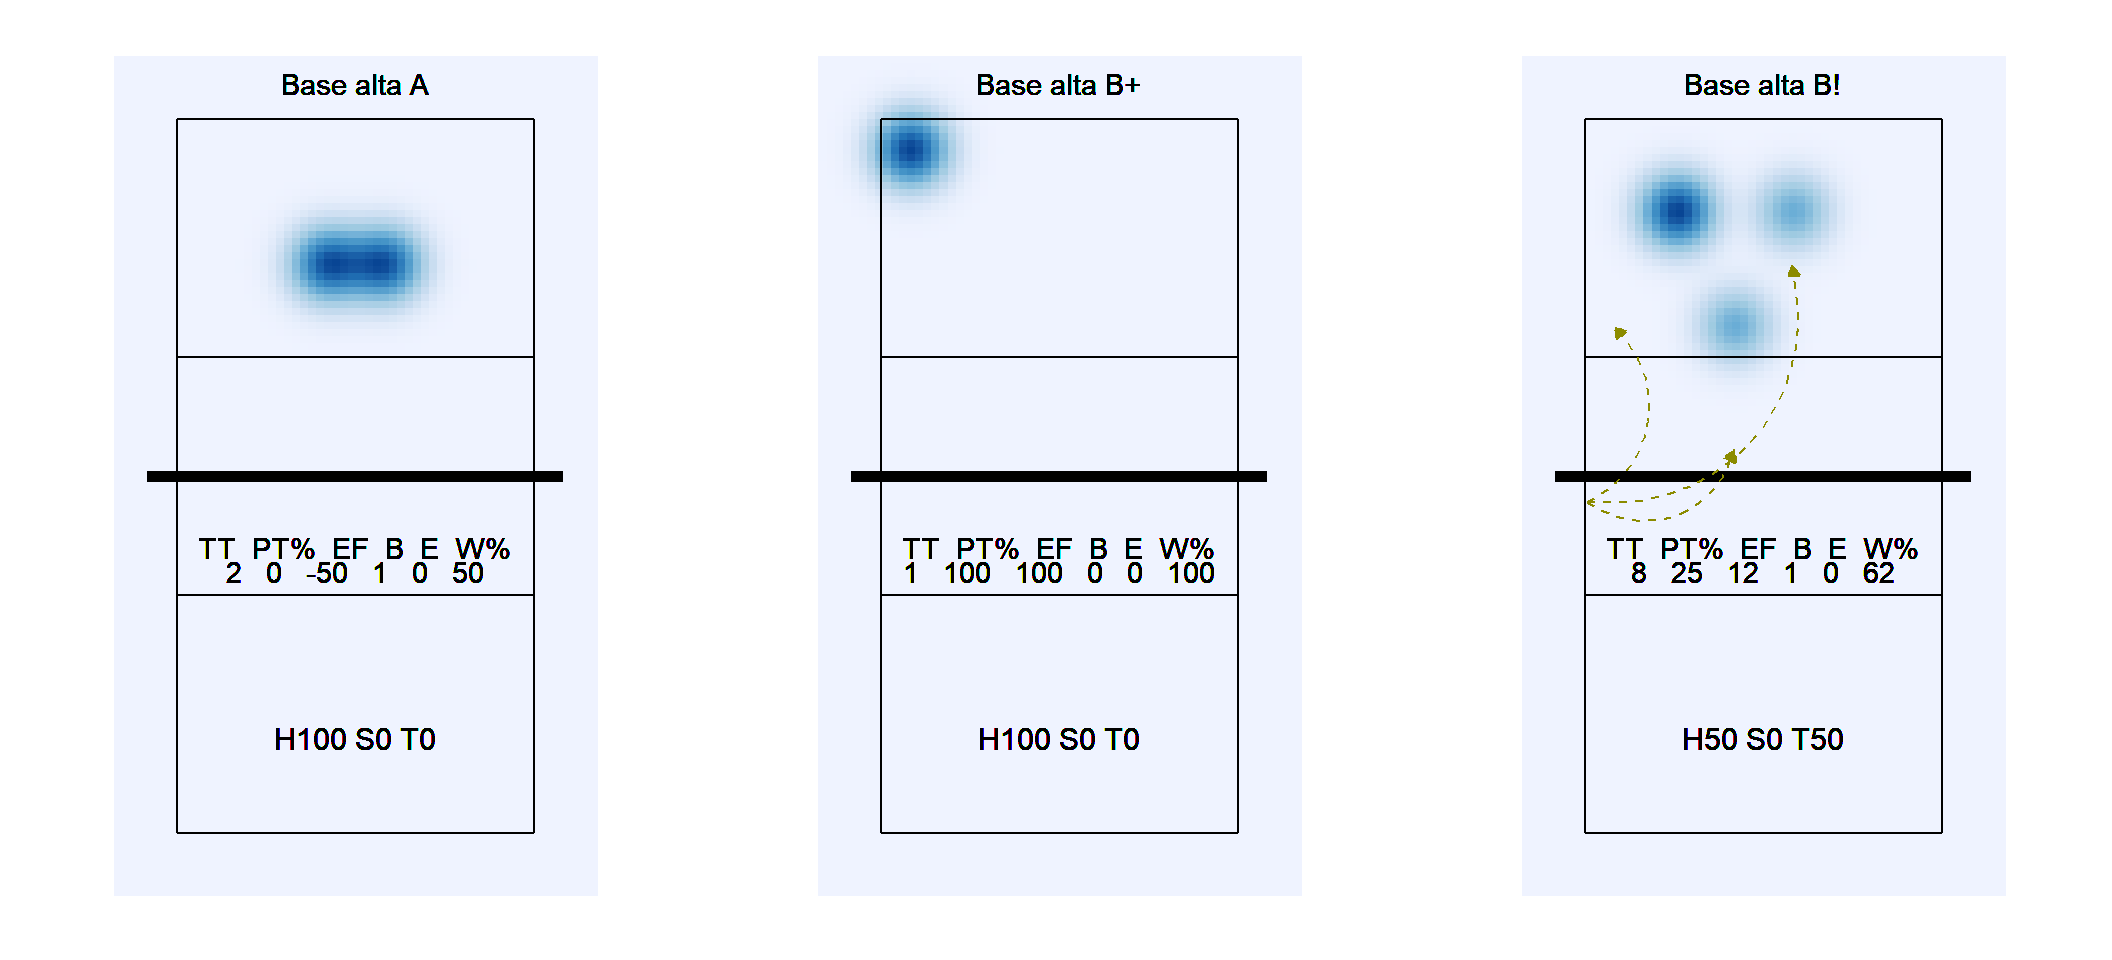 Base alta A
TT PT% EF B E W%
2 0 -50 1 0 50
H100 S0 T0
Base alta B+
TT PT% EF B E W%
1 100 100 0 0 100
H100 S0 T0
Base alta B!
TT PT% EF B E W%
8 25 12 1 0 62
H50 S0 T50